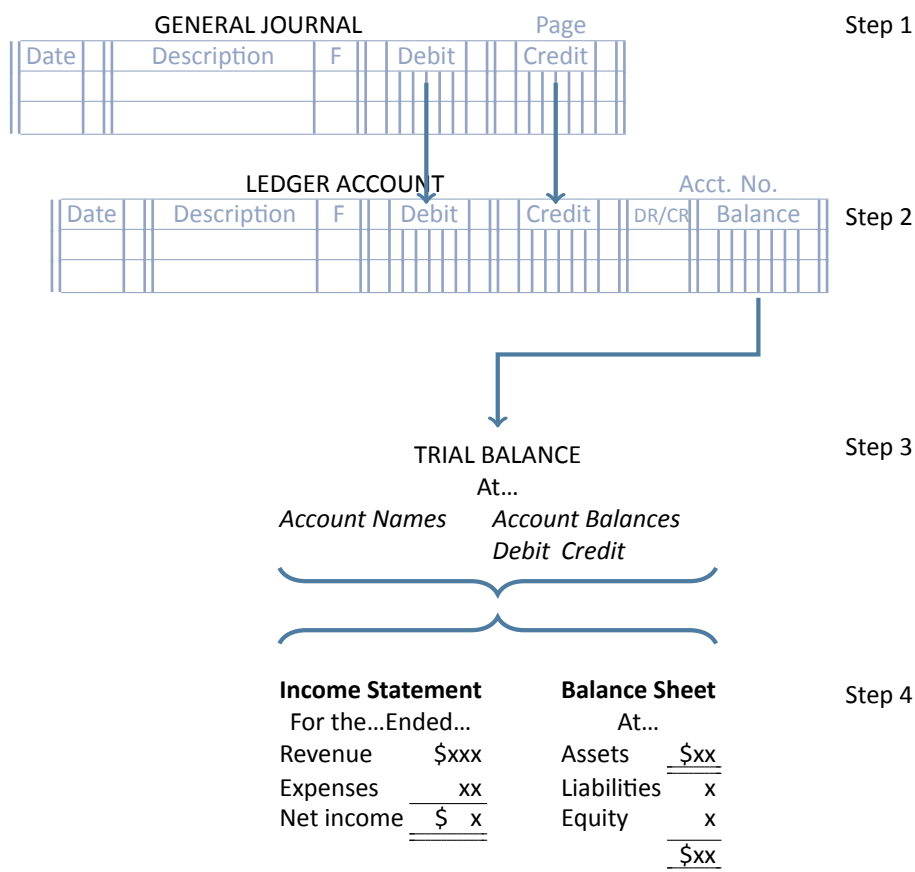 GENERAL JOURNAL Page Step 1
Date Description F Debit Credit
LEDGER ACCOUNT Acct. No.
Date Description F Debit Credit DR/CR Balance Step 2
TRIAL BALANCE Step 3
At…
Account Names Account Balances
Debit Credit
Income Statement Balance Sheet Step 4
For the…Ended… At…
Revenue $xxx Assets $xx
Expenses xx Liabilities x
Net income $ x Equity x
$xx